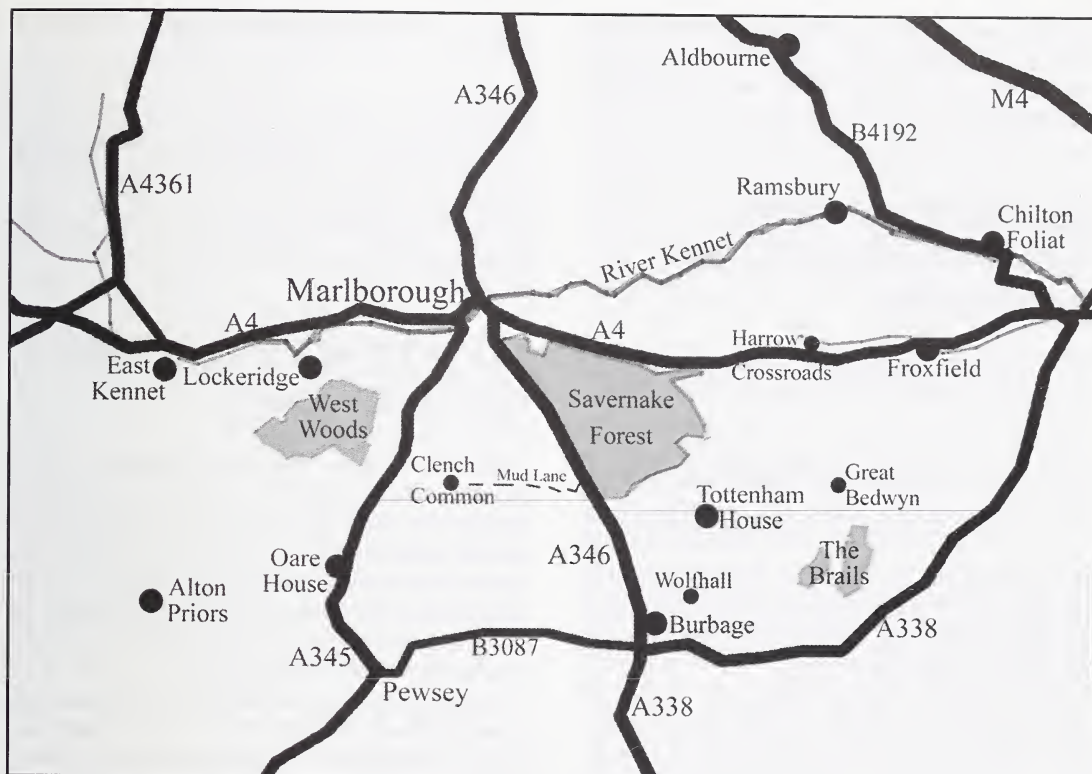 Aldbourne
A346
M4
B4192
A4361
Ramsbury
Chilton
Foliat
River Kennet
Marlborough
A4
A4
Harrow
Crossroads
Froxfield
East
Kennet
Lockeridge
West
Woods
Savernake
Forest
Clench
Common
Mud Lane
Great
Bedwyn
Tottenham
House
The
Brails
Oare
House
A346
Wolfhall
Alton
Priors
Burbage
A338
B3087
A345
Pewsey
A338